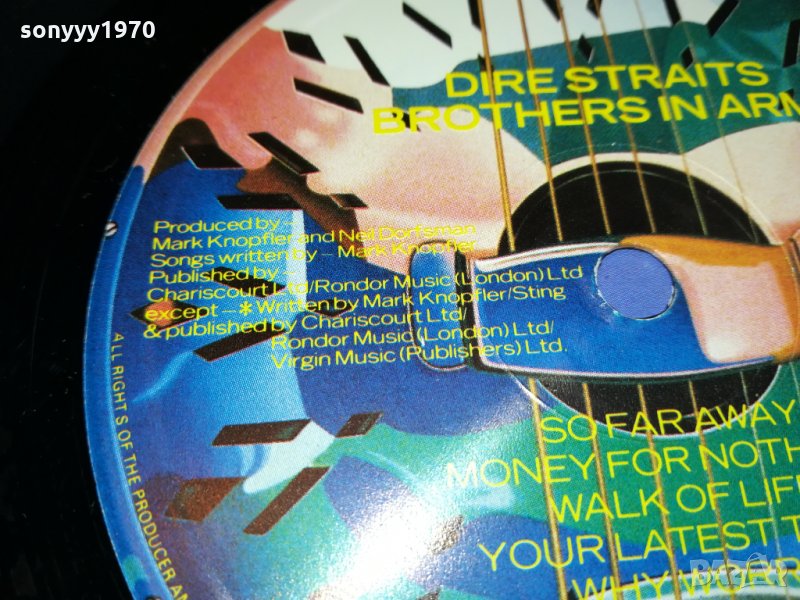 sonyyy1970
DIRE STRAITS
BROTHERS IN ARM
Produced by –
Mark Knopfler and Neil Dorfsman
Songs written by – Mark Knopfler
Published by –
Chariscourt Ltd/Rondor Music (London) Ltd
except – * Written by Mark Knopfler/Sting
& published by Chariscourt Ltd/
Rondor Music (London) Ltd/
Virgin Music (Publishers) Ltd.
SO FAR AWAY
MONEY FOR NOTH
WALK OF LIF
YOUR LATEST T
WHY WORR
ALL RIGHTS OF THE PRODUCER AN